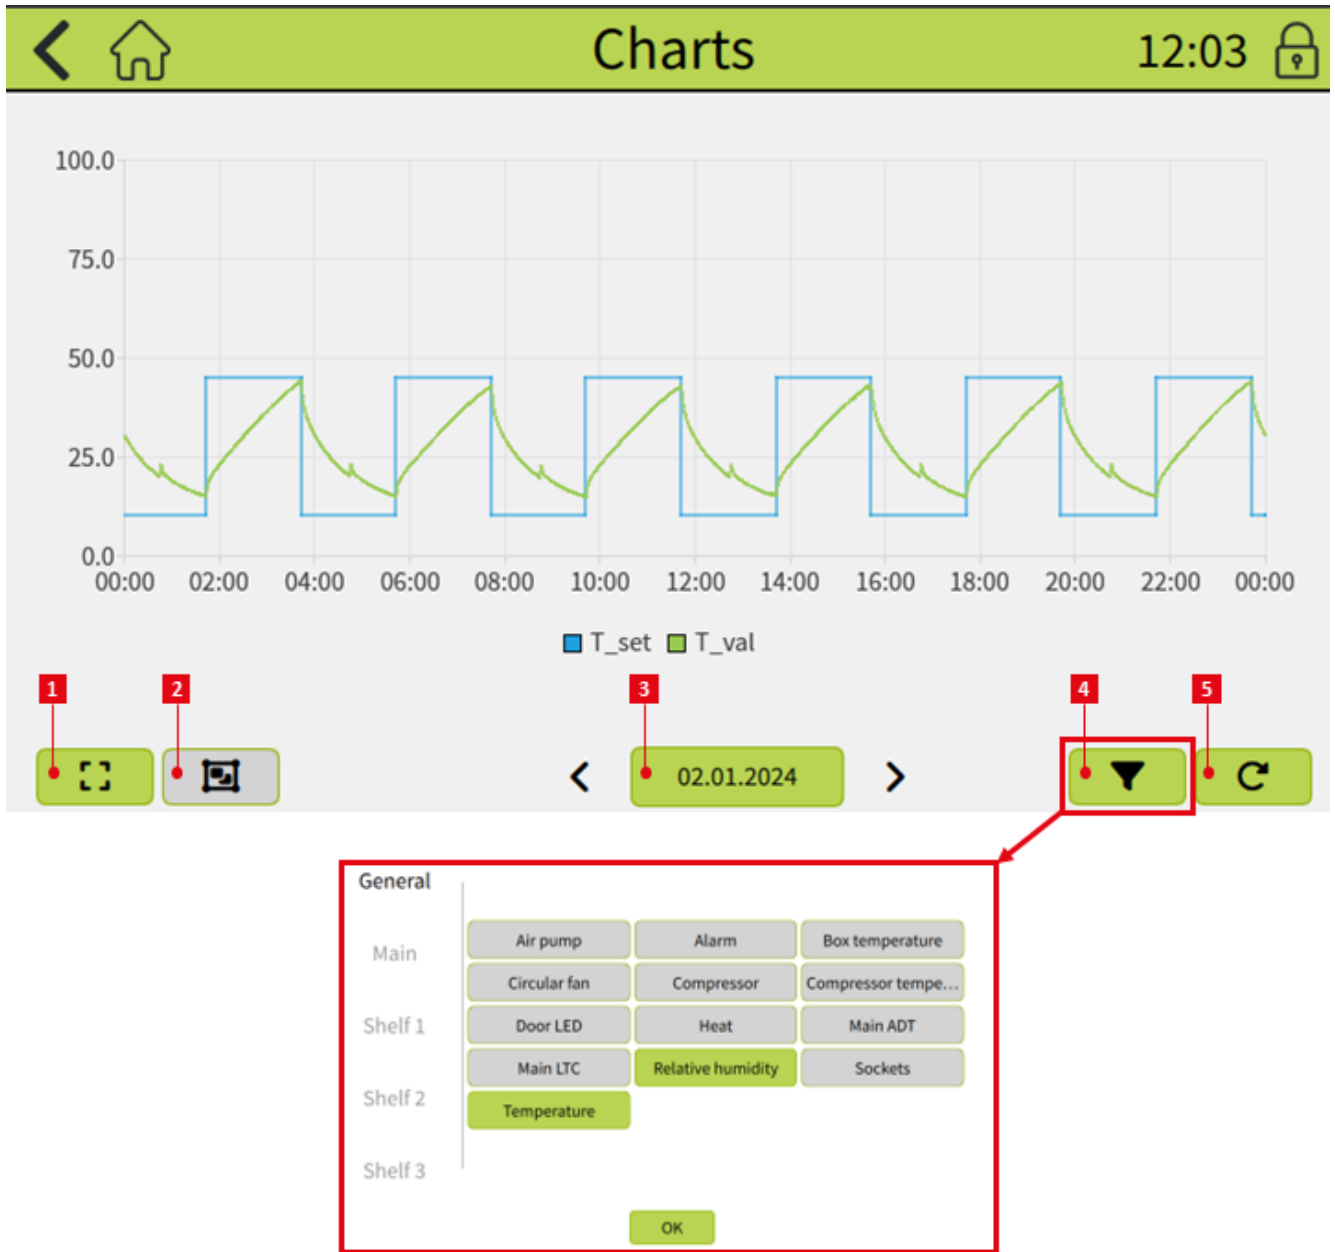 Charts 12:03
100.0
75.0
50.0
25.0
0.0
00:00 02:00 04:00 06:00 08:00 10:00 12:00 14:00 16:00 18:00 20:00 22:00 00:00
T_set T_val
1 2 3 4 5
02.01.2024
General
Main
Shelf 1
Shelf 2
Shelf 3
Air pump Alarm Box temperature
Circular fan Compressor Compressor tempe...
Door LED Heat Main ADT
Main LTC Relative humidity Sockets
Temperature
OK